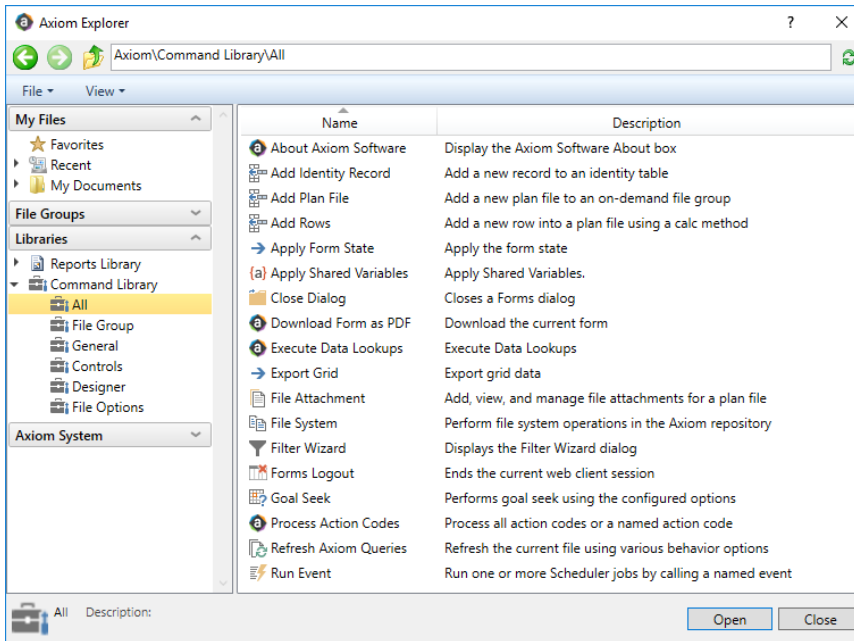 Axiom Explorer
?
Axiom\Command Library\All
File
View
My Files
Favorites
Recent
My Documents
File Groups
Libraries
Reports Library
Command Library
All
File Group
General
Controls
Designer
File Options
Axiom System
Name Description
About Axiom Software Display the Axiom Software About box
Add Identity Record Add a new record to an identity table
Add Plan File Add a new plan file to an on-demand file group
Add Rows Add a new row into a plan file using a calc method
Apply Form State Apply the form state
{a} Apply Shared Variables Apply Shared Variables.
Close Dialog Closes a Forms dialog
Download Form as PDF Download the current form
Execute Data Lookups Execute Data Lookups
Export Grid Export grid data
File Attachment Add, view, and manage file attachments for a plan file
File System Perform file system operations in the Axiom repository
Filter Wizard Displays the Filter Wizard dialog
Forms Logout Ends the current web client session
Goal Seek Performs goal seek using the configured options
Process Action Codes Process all action codes or a named action code
Refresh Axiom Queries Refresh the current file using various behavior options
Run Event Run one or more Scheduler jobs by calling a named event
All Description:
Open
Close